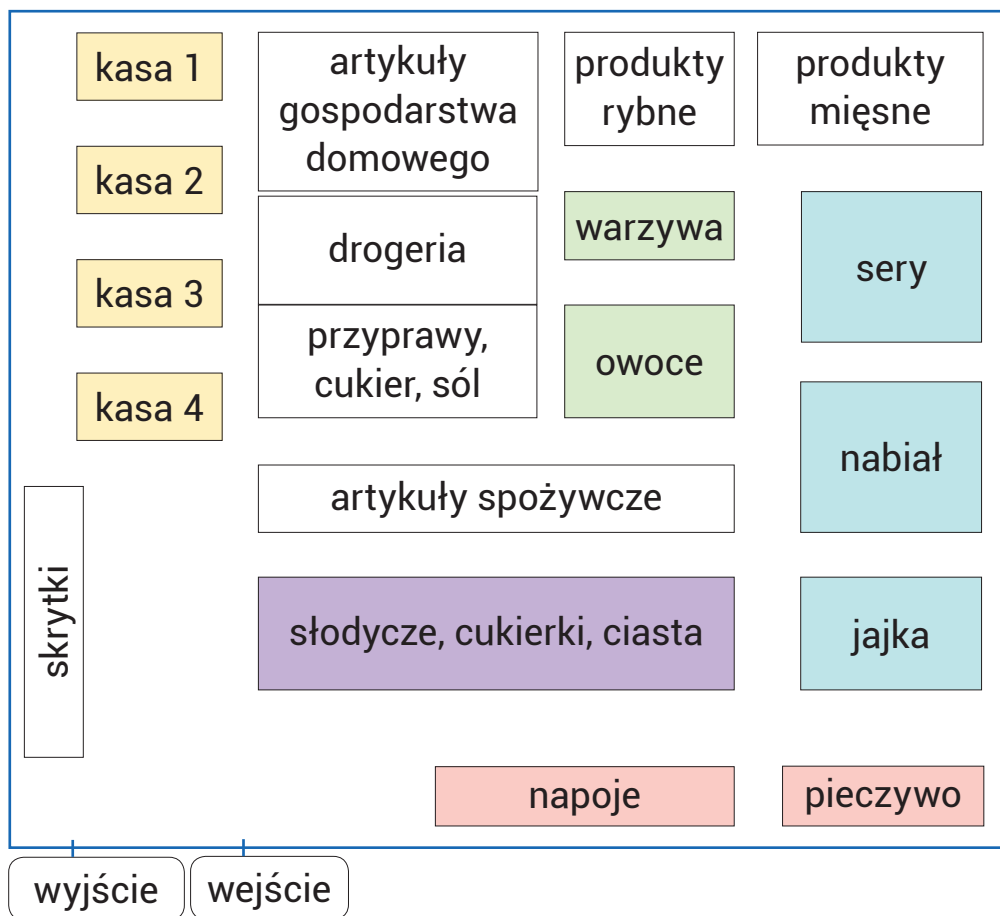 kasa 1
artykuły
gospodarstwa
domowego
produkty
rybne
produkty
mięsne
kasa 2
drogeria
warzywa
sery
kasa 3
przyprawy,
cukier, sól
owoce
kasa 4
nabiał
artykuły spożywcze
skrytki
słodycze, cukierki, ciasta
jajka
napoje
pieczywo
wyjście
wejście